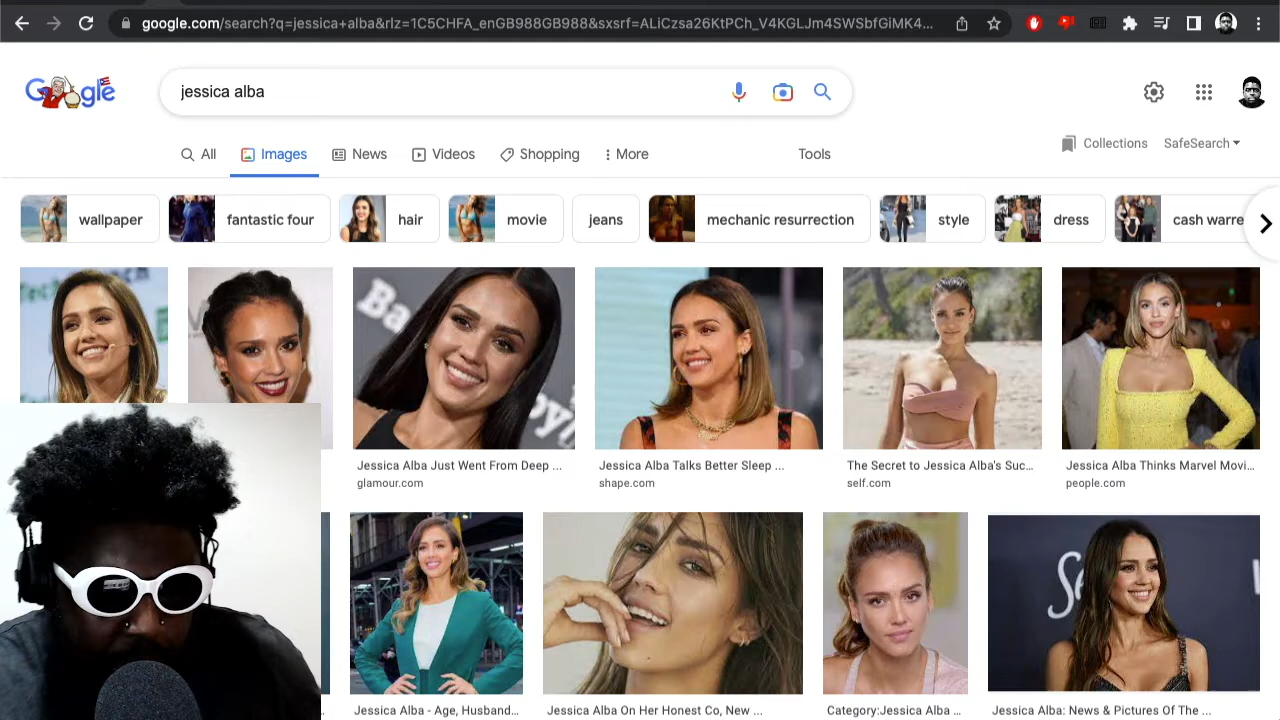 google.com/search?q=jessica+alba&rlz=1C5CHFA_enGB988GB988&sxsrf=ALiCzsa26KtPCh_V4KGLJm4SWSbfGiMK4...
Google
jessica alba
All Images News Videos Shopping More Tools Collections SafeSearch
wallpaper fantastic four hair movie jeans mechanic resurrection style dress cash warre
Ba
by
Jessica Alba Just Went From Deep ...
glamour.com
Jessica Alba Talks Better Sleep ...
shape.com
The Secret to Jessica Alba's Suc...
self.com
Jessica Alba Thinks Marvel Movi...
people.com
Jessica Alba - Age, Husband...
Jessica Alba On Her Honest Co, New ...
Category:Jessica Alba ...
Jessica Alba: News & Pictures Of The ...